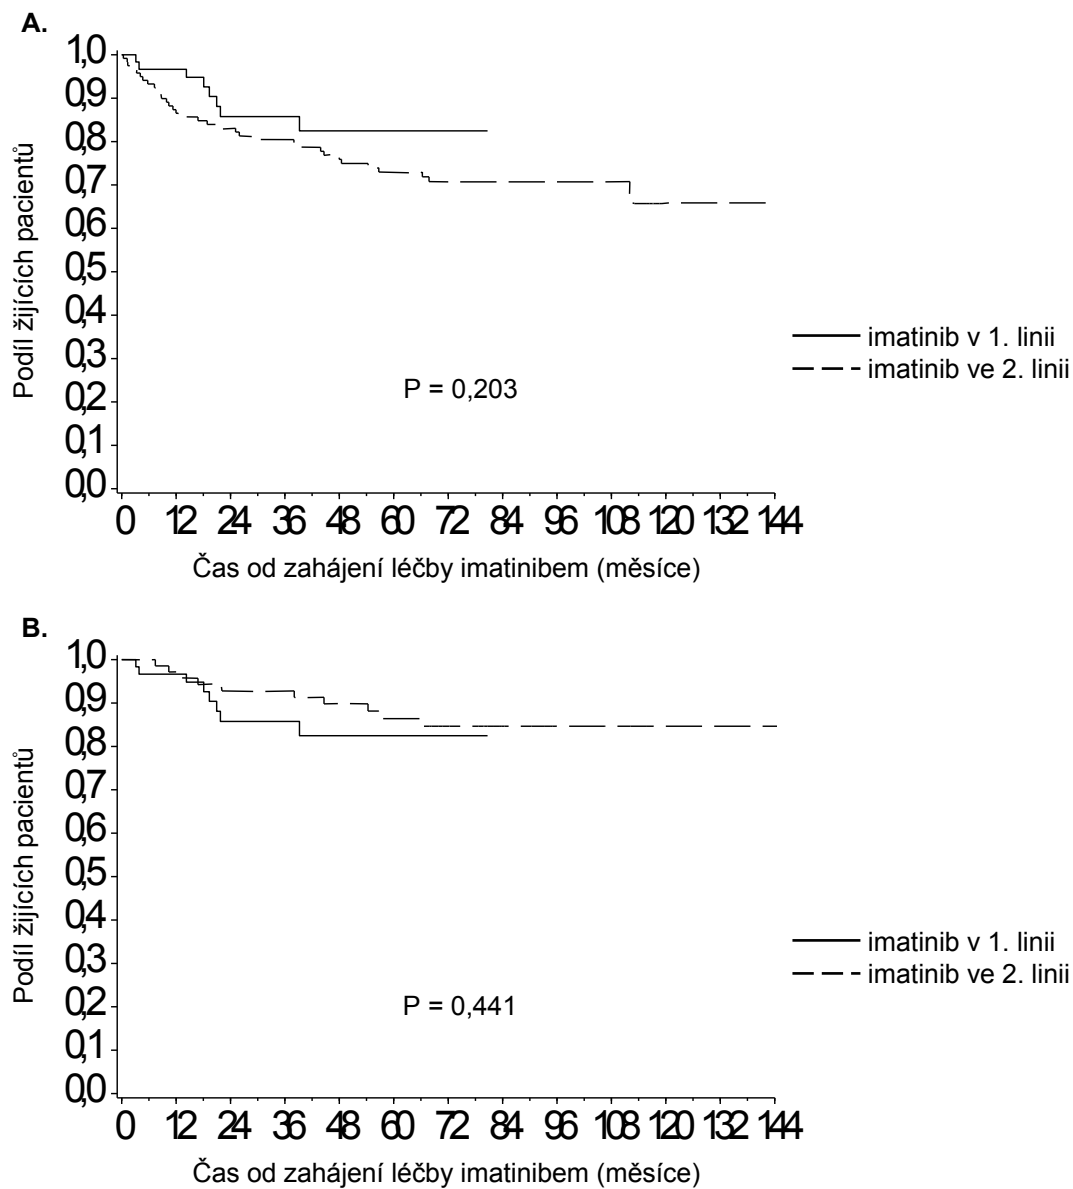 A.
1,0
0,9
0,8
0,7
0,6
0,5
0,4
0,3
0,2
0,1
0,0
Podíl žijících pacientů
imatinib v 1. linii
imatinib ve 2. linii
P = 0,203
0 12 24 36 48 60 72 84 96 108 120 132 144
Čas od zahájení léčby imatinibem (měsíce)
B.
1,0
0,9
0,8
0,7
0,6
0,5
0,4
0,3
0,2
0,1
0,0
Podíl žijících pacientů
imatinib v 1. linii
imatinib ve 2. linii
P = 0,441
0 12 24 36 48 60 72 84 96 108 120 132 144
Čas od zahájení léčby imatinibem (měsíce)